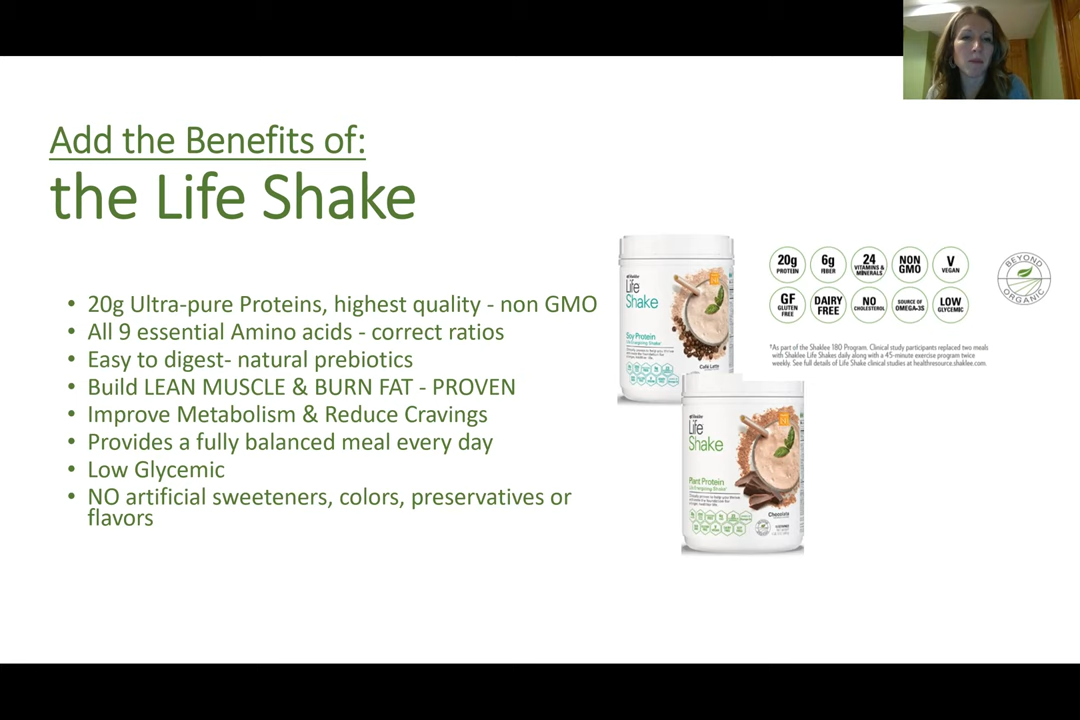 Add the Benefits of:
the Life Shake
• 20g Ultra-pure Proteins, highest quality - non GMO
• All 9 essential Amino acids - correct ratios
• Easy to digest- natural prebiotics
• Build LEAN MUSCLE & BURN FAT - PROVEN
• Improve Metabolism & Reduce Cravings
• Provides a fully balanced meal every day
• Low Glycemic
• NO artificial sweeteners, colors, preservatives or
flavors
Shaklee
Life
Shake
Soy Protein
Café Latte
Shaklee
Life
Shake
Plant Protein
Chocolate
20g
PROTEIN
6g
FIBER
24
VITAMINS &
MINERALS
NON
GMO
V
VEGAN
GF
GLUTEN
FREE
DAIRY
FREE
NO
CHOLESTEROL
SOURCE OF
OMEGA-3S
LOW
GLYCEMIC
BEYOND
ORGANIC
†As part of the Shaklee 180 Program. Clinical study participants replaced two meals
with Shaklee Life Shakes daily along with a 45-minute exercise program twice
weekly. See full details of Life Shake clinical studies at healthresource.shaklee.com.